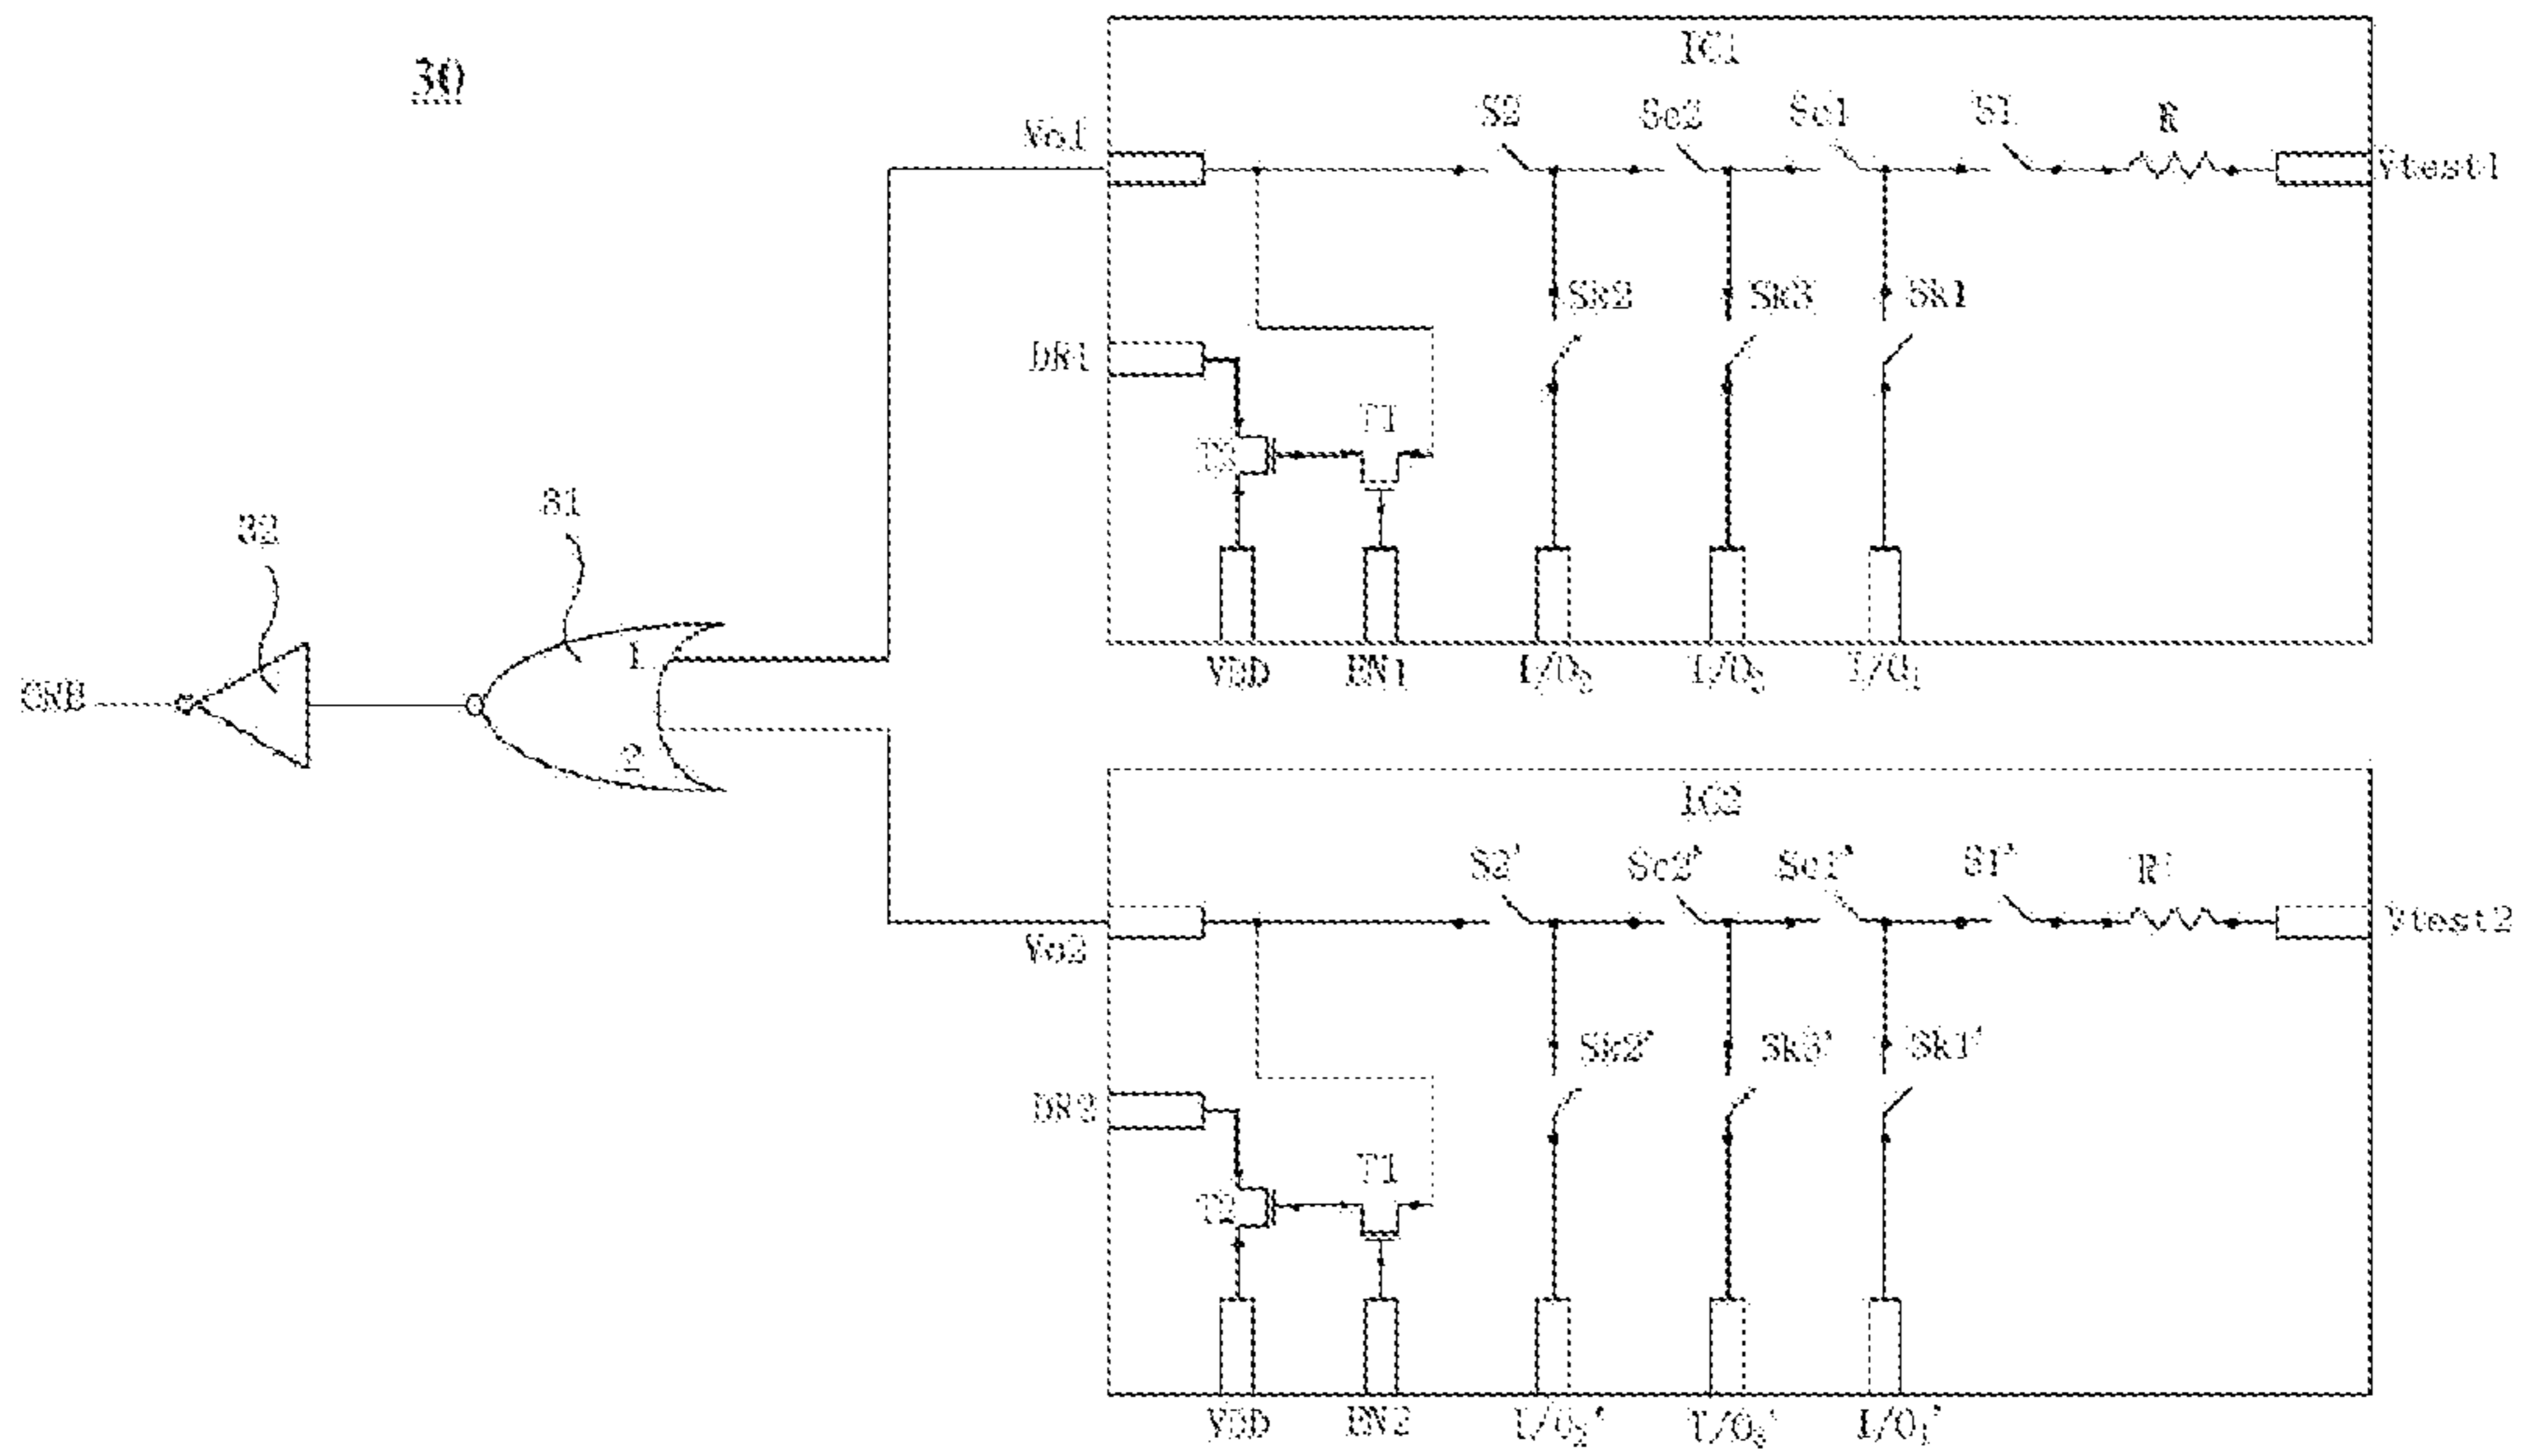 30
IC1
Vo1
S2
Sc2
Sc1
S1
R
Vtest1
Sk2
Sk3
Sk1
DR1
T1
T2
32
31
1
2
VDD
EN1
I/O₂
I/O₃
I/O₁
IC2
S2'
Sc2'
Sc1'
S1'
R'
Vtest2
Vo2
Sk2'
Sk3'
Sk1'
DR2
T1
T2
VDD
EN2
I/O₂'
I/O₃'
I/O₁'